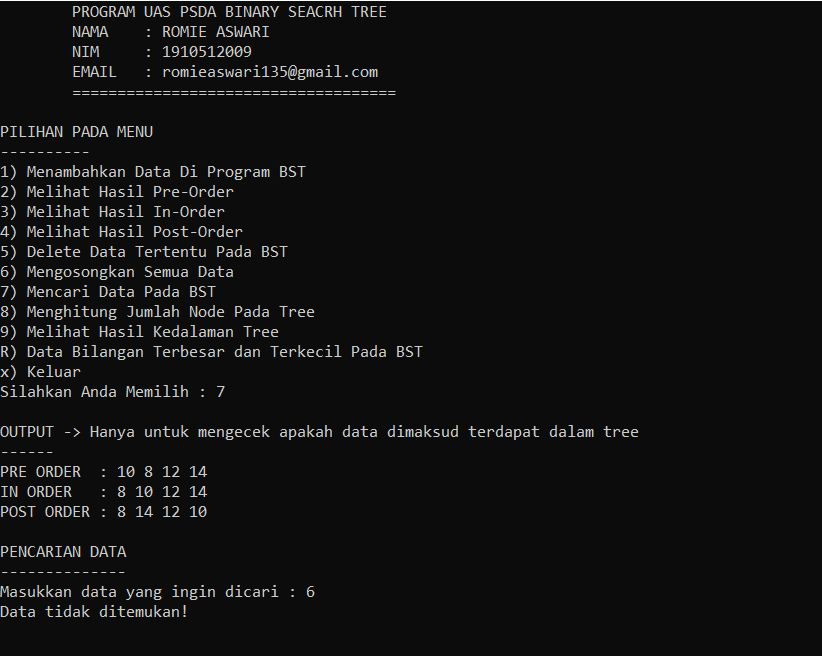 PROGRAM UAS PSDA BINARY SEACRH TREE
NAMA    : ROMIE ASWARI
NIM     : 1910512009
EMAIL   : romieaswari135@gmail.com
====================================
PILIHAN PADA MENU
----------
1) Menambahkan Data Di Program BST
2) Melihat Hasil Pre-Order
3) Melihat Hasil In-Order
4) Melihat Hasil Post-Order
5) Delete Data Tertentu Pada BST
6) Mengosongkan Semua Data
7) Mencari Data Pada BST
8) Menghitung Jumlah Node Pada Tree
9) Melihat Hasil Kedalaman Tree
R) Data Bilangan Terbesar dan Terkecil Pada BST
x) Keluar
Silahkan Anda Memilih : 7
OUTPUT -> Hanya untuk mengecek apakah data dimaksud terdapat dalam tree
------
PRE ORDER  : 10 8 12 14
IN ORDER   : 8 10 12 14
POST ORDER : 8 14 12 10
PENCARIAN DATA
--------------
Masukkan data yang ingin dicari : 6
Data tidak ditemukan!